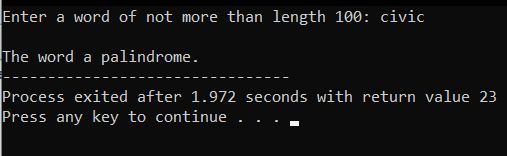 Enter a word of not more than length 100: civic
The word a palindrome.
--------------------------------
Process exited after 1.972 seconds with return value 23
Press any key to continue . . .